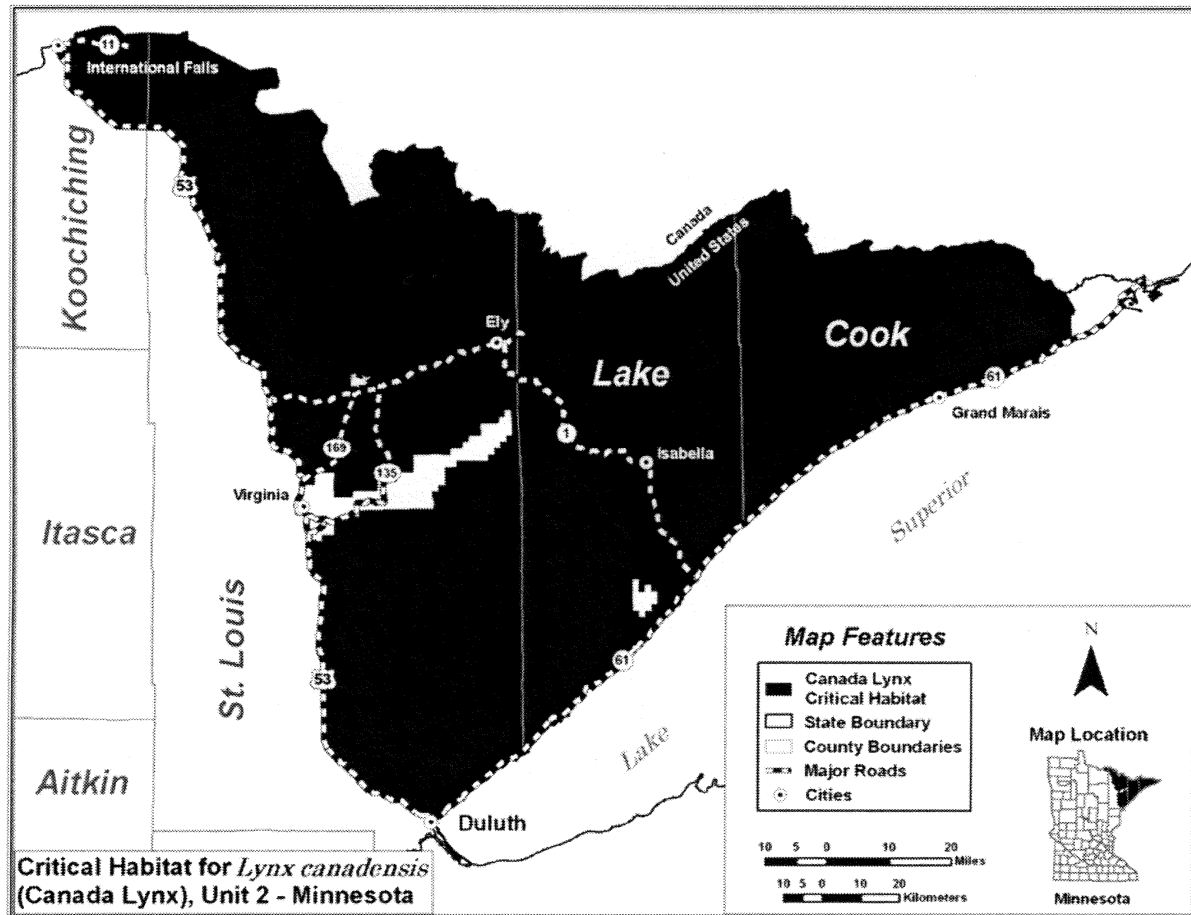 11
International Falls
Koochiching
53
Canada
United States
Ely
Cook
Lake
61
1
Grand Marais
169
Isabella
135
Virginia
Superior
Itasca
St. Louis
61
53
Lake
Aitkin
Duluth
Critical Habitat for Lynx canadensis
(Canada Lynx), Unit 2 - Minnesota
Map Features
Canada Lynx
Critical Habitat
State Boundary
County Boundaries
Major Roads
Cities
10 5 0 10 20
Miles
10 5 0 10 20
Kilometers
N
Map Location
Minnesota